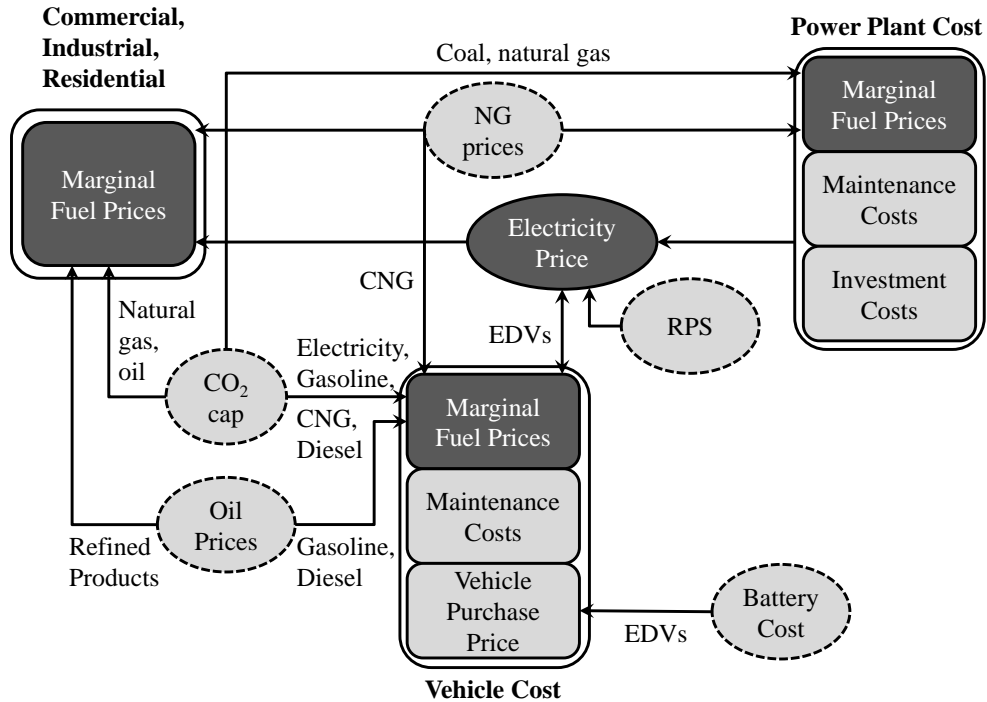 Commercial,
Industrial,
Residential
Power Plant Cost
Coal, natural gas
Marginal
Fuel Prices
NG
prices
Marginal
Fuel Prices
Maintenance
Costs
Electricity
Price
CNG
Investment
Costs
Natural
gas,
oil
EDVs
RPS
Electricity,
Gasoline,
CO₂
cap
CNG,
Diesel
Marginal
Fuel Prices
Oil
Prices
Maintenance
Costs
Refined
Products
Gasoline,
Diesel
Vehicle
Purchase
Price
EDVs
Battery
Cost
Vehicle Cost